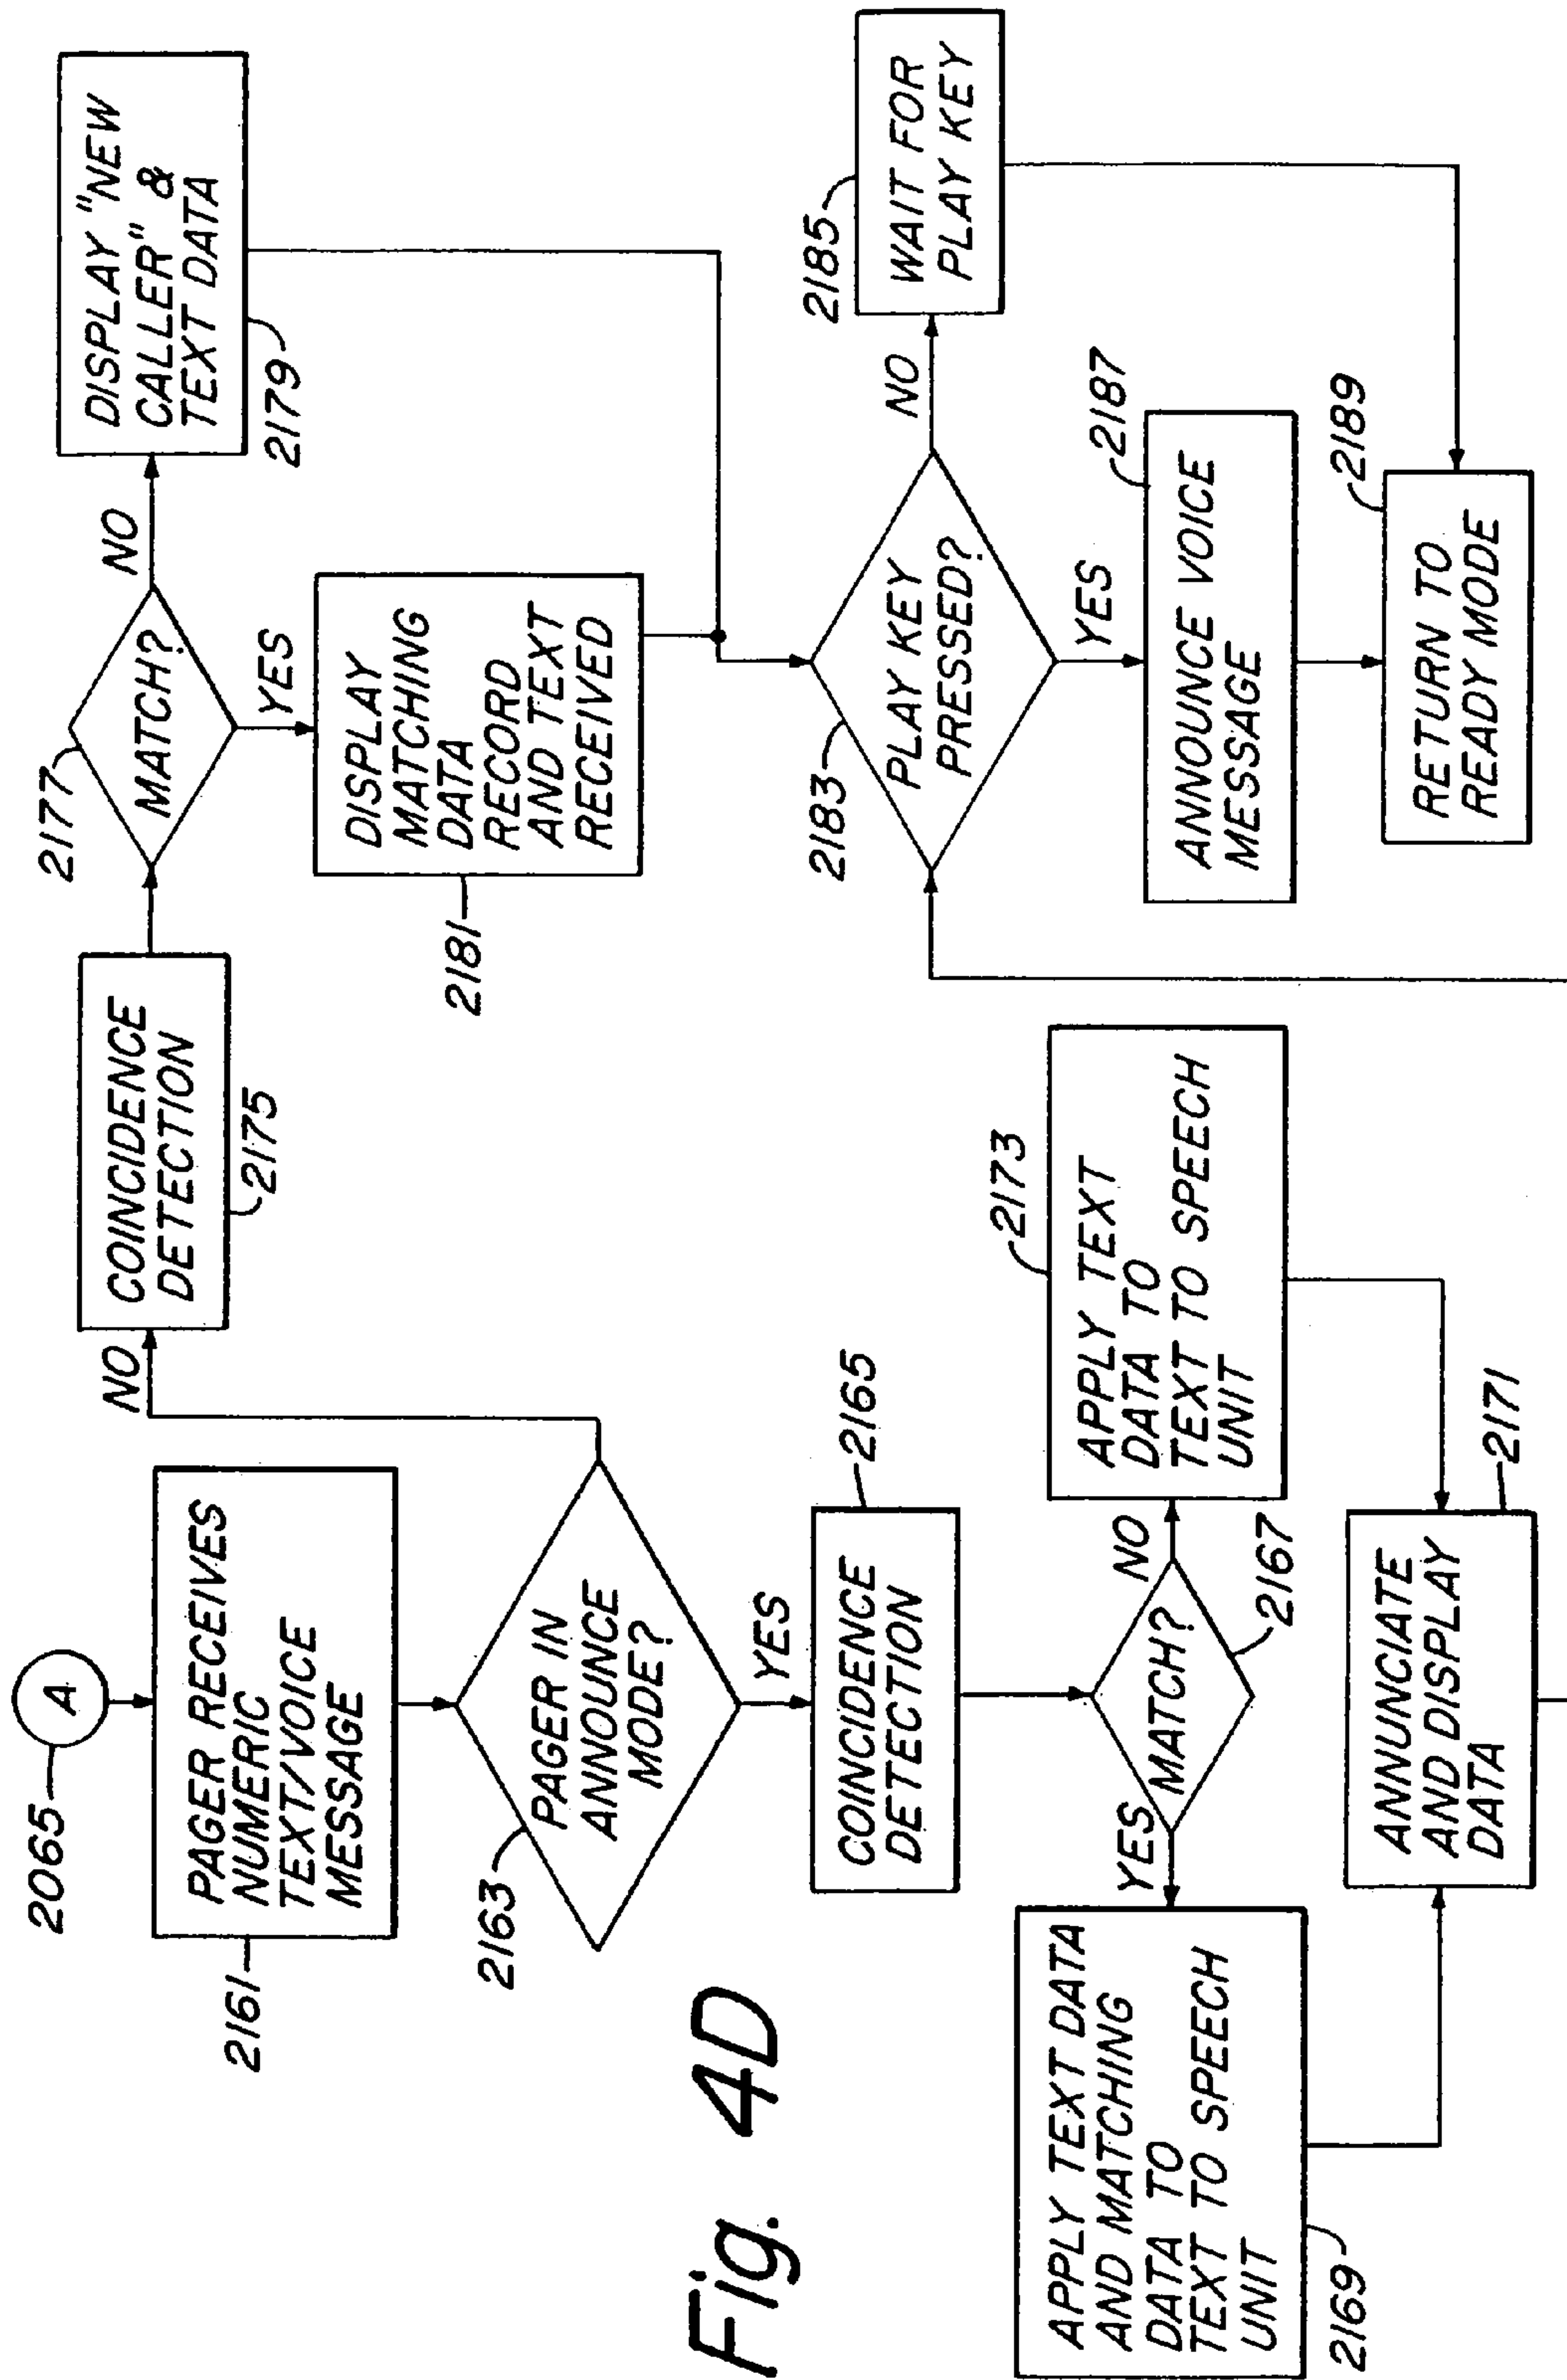 2065
A
2161
PAGER RECEIVES
NUMERIC
TEXT/VOICE
MESSAGE
2163
PAGER IN
ANNOUNCE
MODE?
NO
YES
COINCIDENCE
DETECTION
2165
MATCH?
2167
YES
NO
APPLY TEXT DATA
AND MATCHING
DATA TO
TEXT TO SPEECH
UNIT
2169
APPLY TEXT
DATA TO
TEXT TO SPEECH
UNIT
2173
ANNUNCIATE
AND DISPLAY
DATA
2171
COINCIDENCE
DETECTION
2175
2177
MATCH?
NO
YES
DISPLAY "NEW
CALLER" &
TEXT DATA
2179
DISPLAY
MATCHING
DATA
RECORD
AND TEXT
RECEIVED
2181
2183
PLAY KEY
PRESSED?
NO
YES
2185
WAIT FOR
PLAY KEY
ANNOUNCE VOICE
MESSAGE
2187
RETURN TO
READY MODE
2189
Fig. 4D